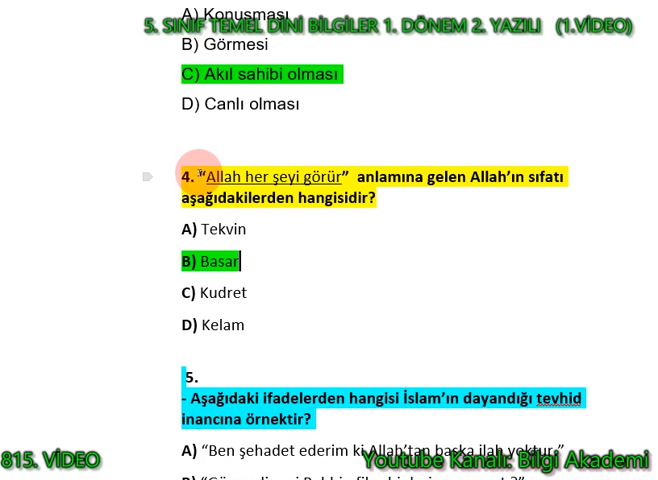 A) Konuşması
5. SINIF TEMEL DİNİ BİLGİLER 1. DÖNEM 2. YAZILI (1.VİDEO)
B) Görmesi
C) Akıl sahibi olması
D) Canlı olması
4. “Allah her şeyi görür” anlamına gelen Allah’ın sıfatı
aşağıdakilerden hangisidir?
A) Tekvin
B) Basar
C) Kudret
D) Kelam
5.
- Aşağıdaki ifadelerden hangisi İslam’ın dayandığı tevhid
inancına örnektir?
A) “Ben şehadet ederim ki Allah’tan başka ilah yoktur.”
815. VİDEO
Youtube Kanalı: Bilgi Akademi
B)